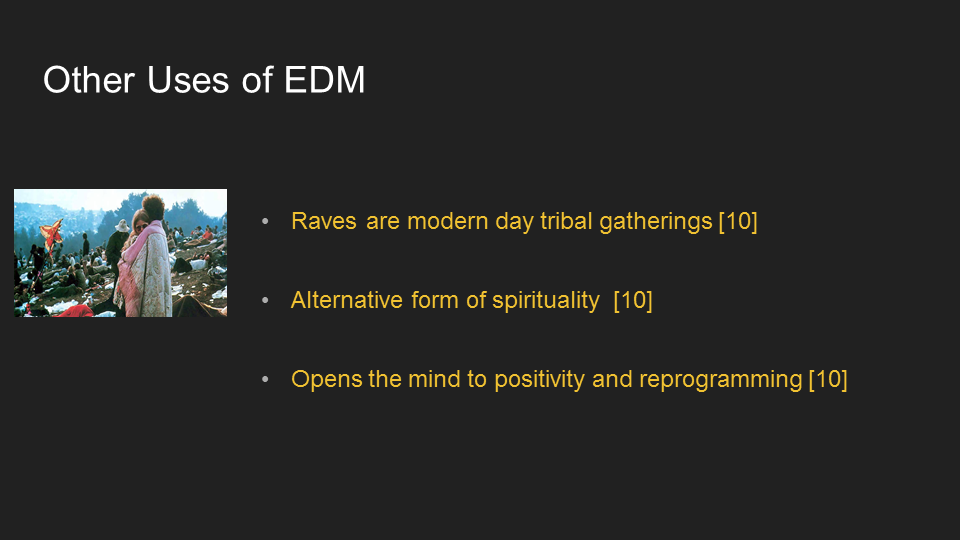 Other Uses of EDM
• Raves are modern day tribal gatherings [10]
• Alternative form of spirituality  [10]
• Opens the mind to positivity and reprogramming [10]